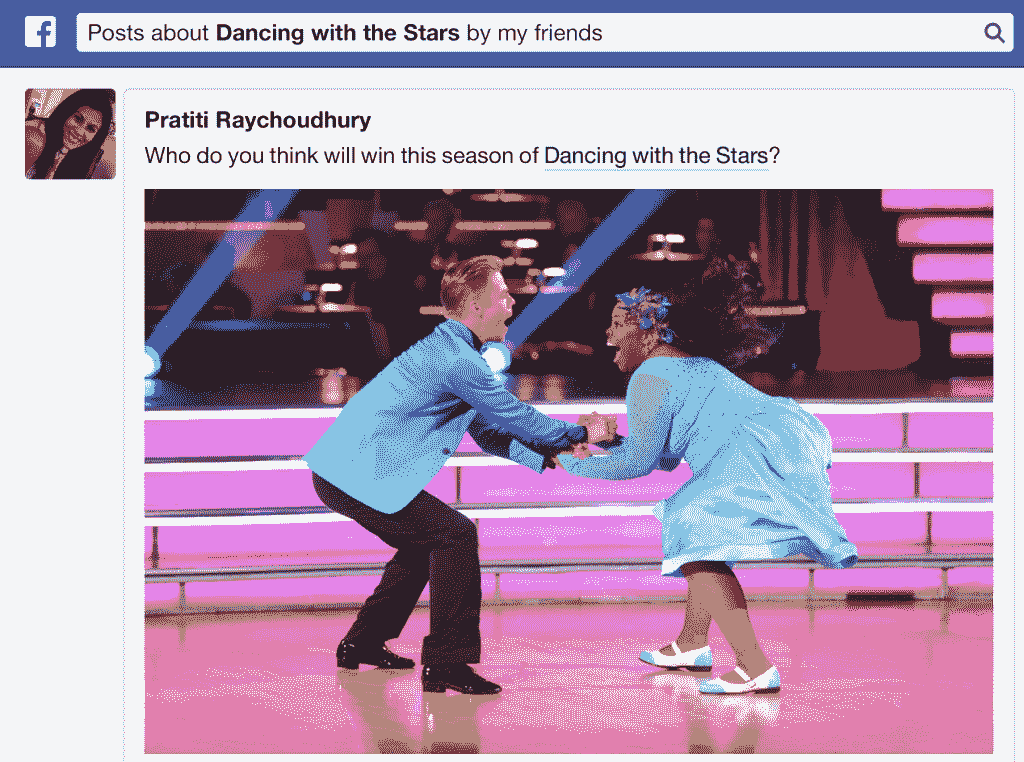 Posts about Dancing with the Stars by my friends
Pratiti Raychoudhury
Who do you think will win this season of Dancing with the Stars?